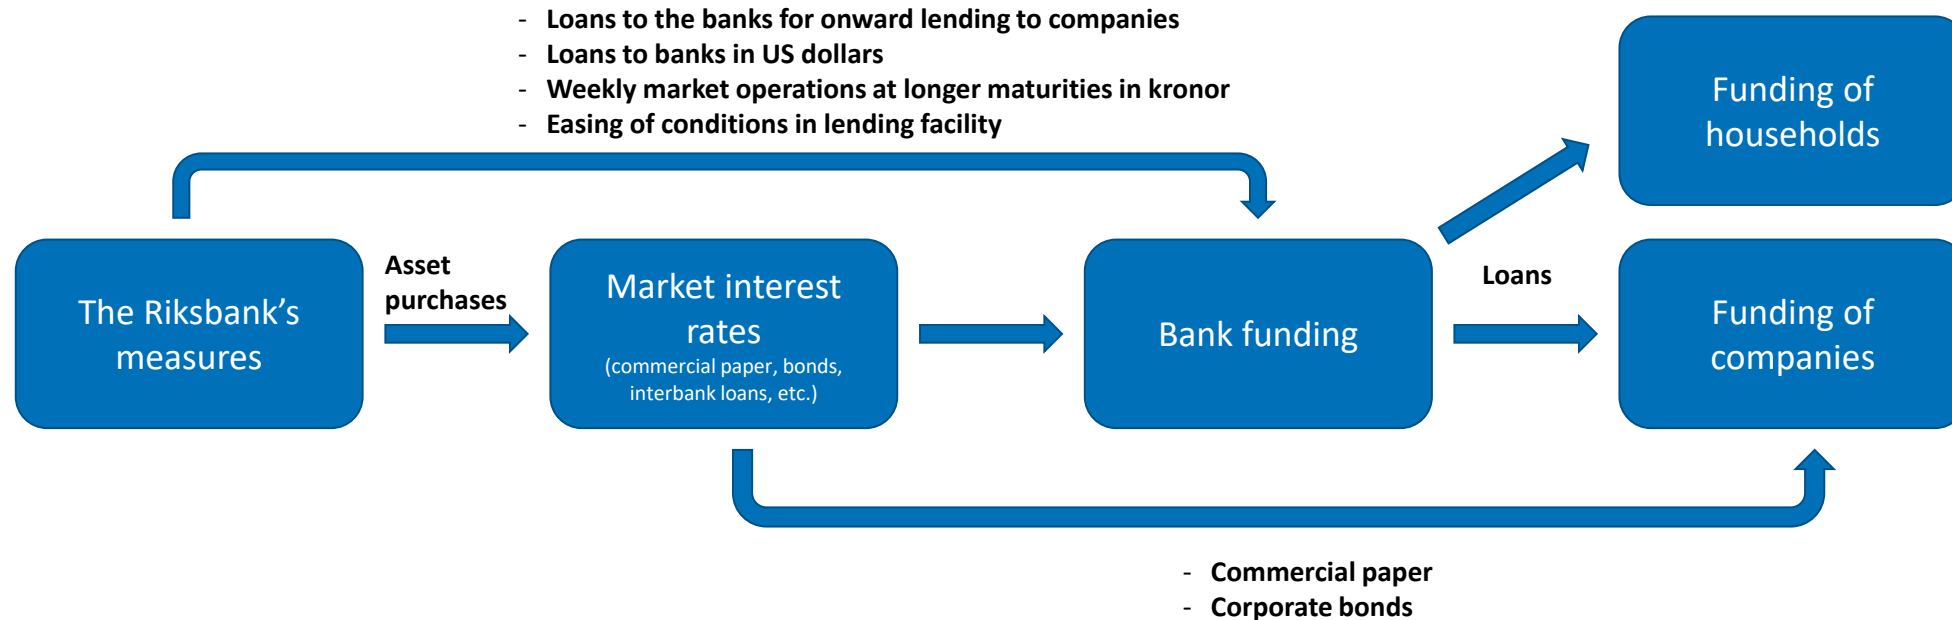 - Loans to the banks for onward lending to companies
- Loans to banks in US dollars
- Weekly market operations at longer maturities in kronor
- Easing of conditions in lending facility
Funding of
households
The Riksbank’s
measures
Asset
purchases
Market interest
rates
(commercial paper, bonds,
interbank loans, etc.)
Bank funding
Loans
Funding of
companies
- Commercial paper
- Corporate bonds